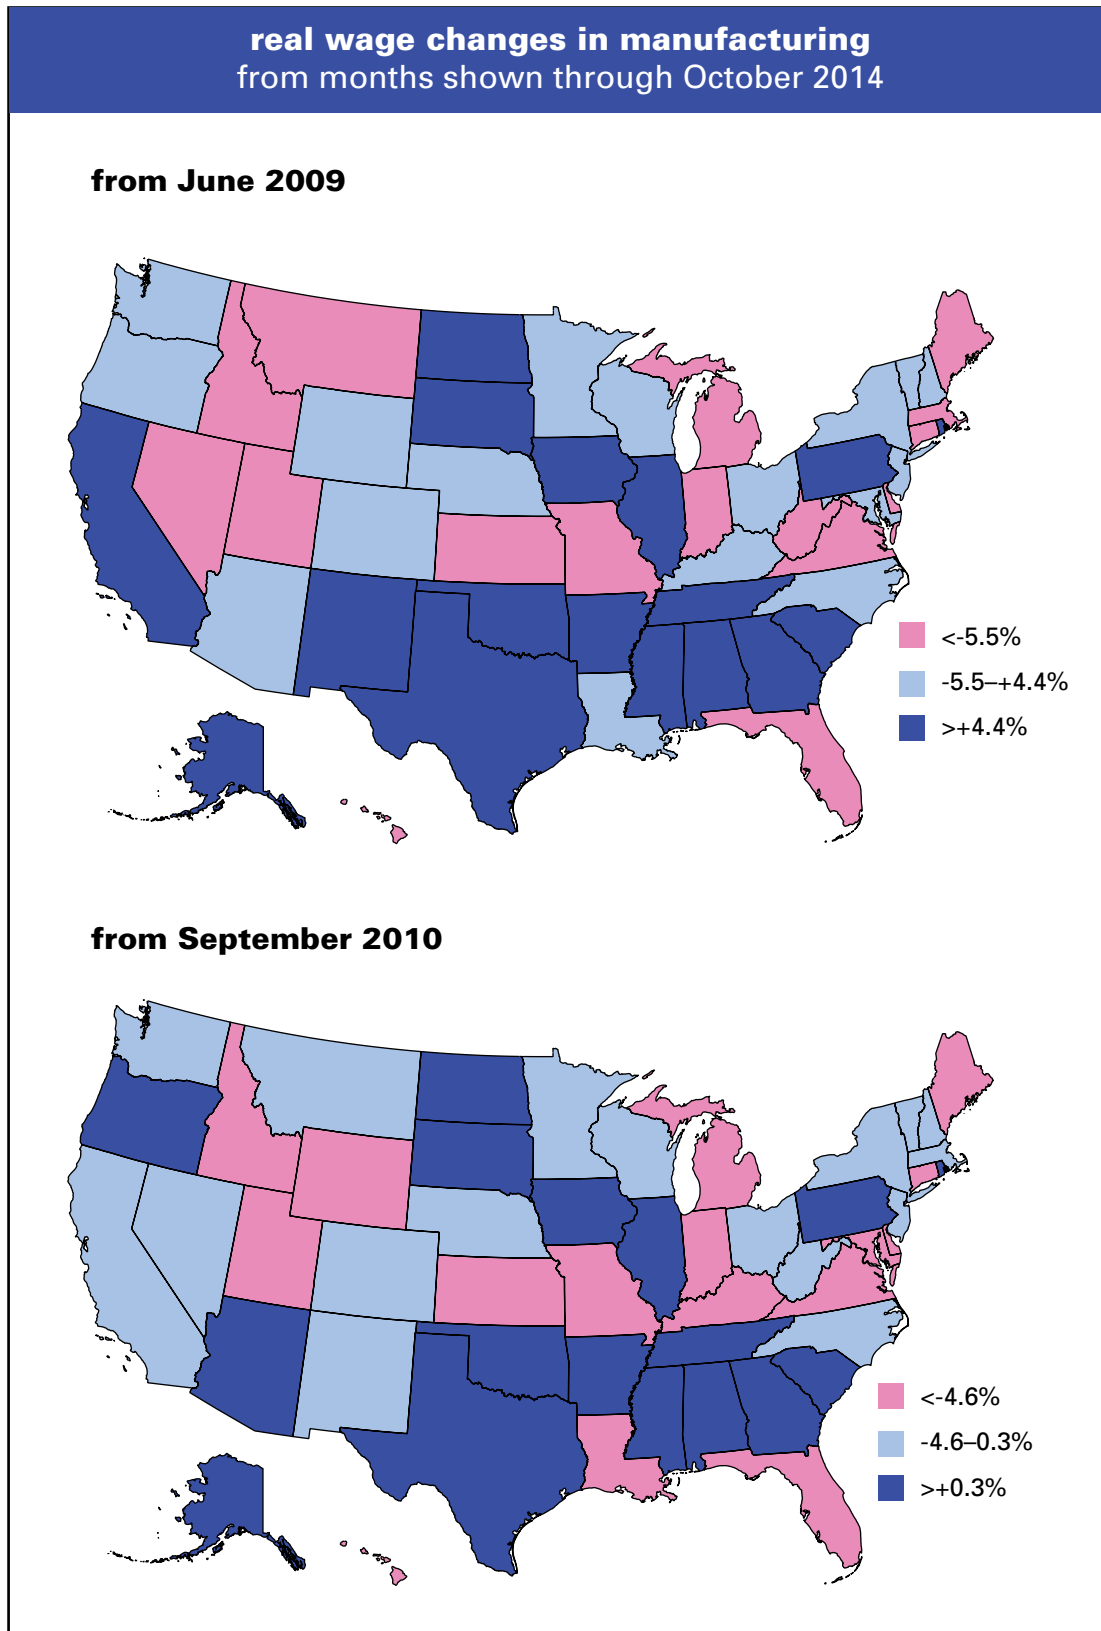 real wage changes in manufacturing
from months shown through October 2014
from June 2009
<-5.5%
-5.5–+4.4%
>+4.4%
from September 2010
<-4.6%
-4.6–0.3%
>+0.3%